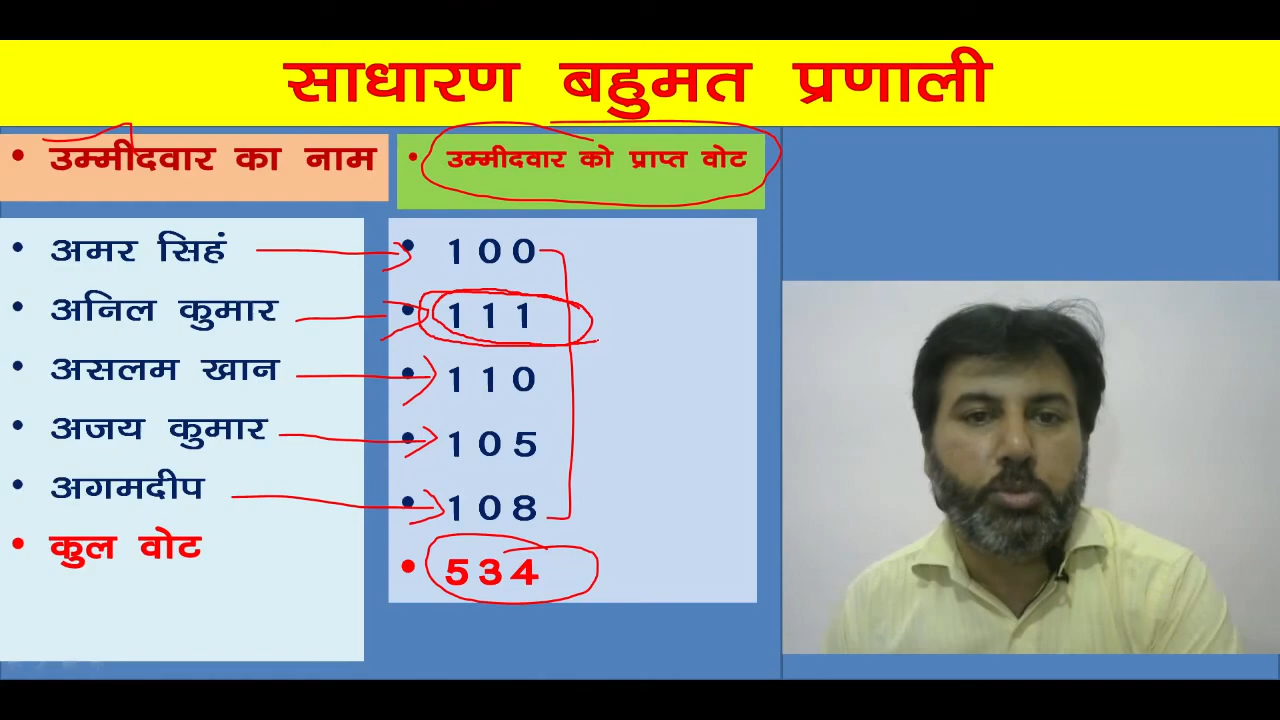 साधारण बहुमत प्रणाली
• उम्मीदवार का नाम
• उम्मीदवार को प्राप्त वोट
• अमर सिहं
• 100
• अनिल कुमार
• 111
• असलम खान
• 110
• अजय कुमार
• 105
• अगमदीप
• 108
• कुल वोट
• 534